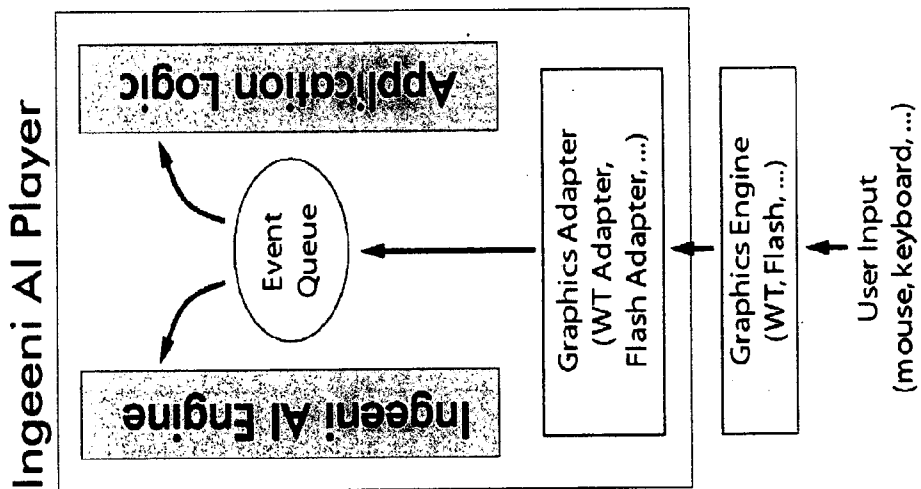 Ingeeni AI Player
Ingeeni AI Engine
Application Logic
Event
Queue
Graphics Adapter
(WT Adapter,
Flash Adapter, ...)
Graphics Engine
(WT, Flash, ...)
User Input
(mouse, keyboard, ...)